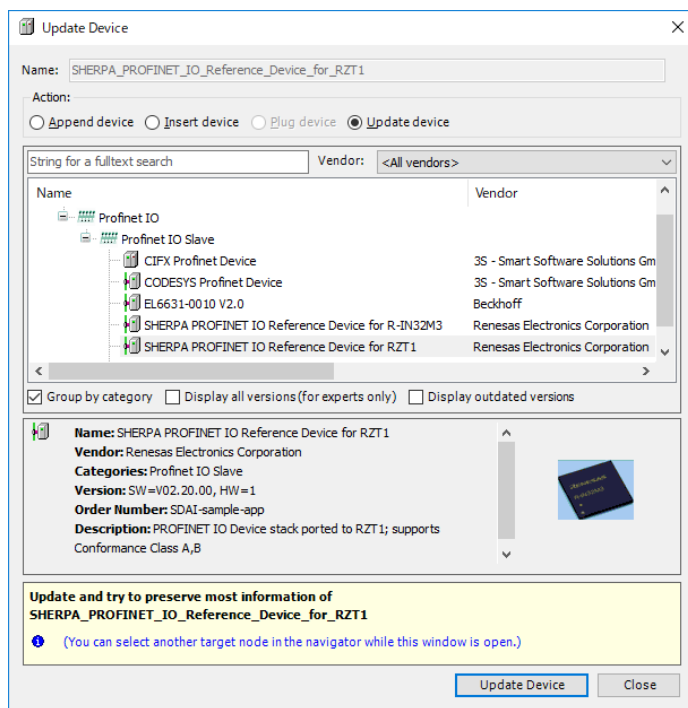 Update Device
Name: SHERPA_PROFINET_IO_Reference_Device_for_RZT1
Action:
Append device Insert device Plug device Update device
String for a fulltext search Vendor: <All vendors>
Name Vendor
Profinet IO
Profinet IO Slave
CIFX Profinet Device 3S - Smart Software Solutions Gm
CODESYS Profinet Device 3S - Smart Software Solutions Gm
EL6631-0010 V2.0 Beckhoff
SHERPA PROFINET IO Reference Device for R-IN32M3 Renesas Electronics Corporation
SHERPA PROFINET IO Reference Device for RZT1 Renesas Electronics Corporation
Group by category Display all versions (for experts only) Display outdated versions
Name: SHERPA PROFINET IO Reference Device for RZT1
Vendor: Renesas Electronics Corporation
Categories: Profinet IO Slave
Version: SW=V02.20.00, HW=1
Order Number: SDAI-sample-app
Description: PROFINET IO Device stack ported to RZT1; supports
Conformance Class A,B
R-IN32M3
Update and try to preserve most information of
SHERPA_PROFINET_IO_Reference_Device_for_RZT1
(You can select another target node in the navigator while this window is open.)
Update Device Close